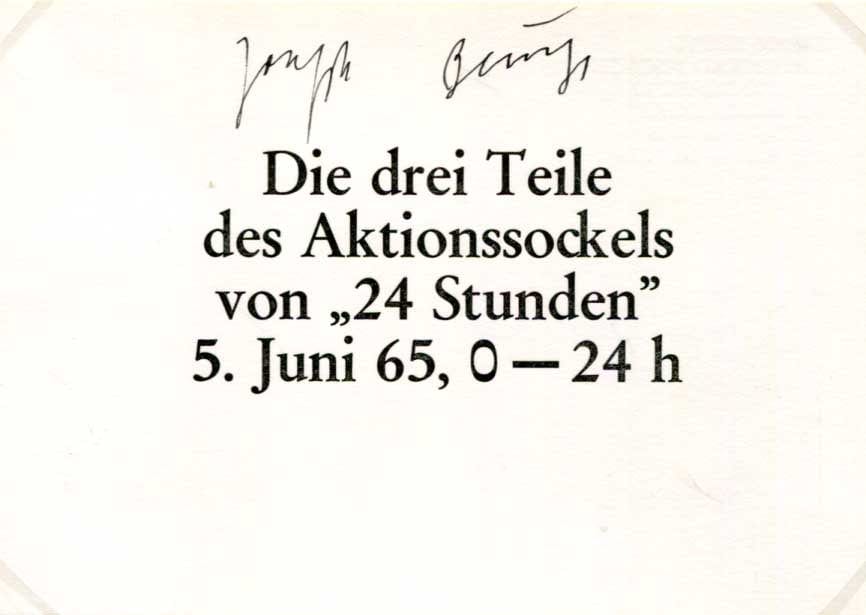 Joseph Beuys
Die drei Teile
des Aktionssockels
von „24 Stunden”
5. Juni 65, 0 — 24 h